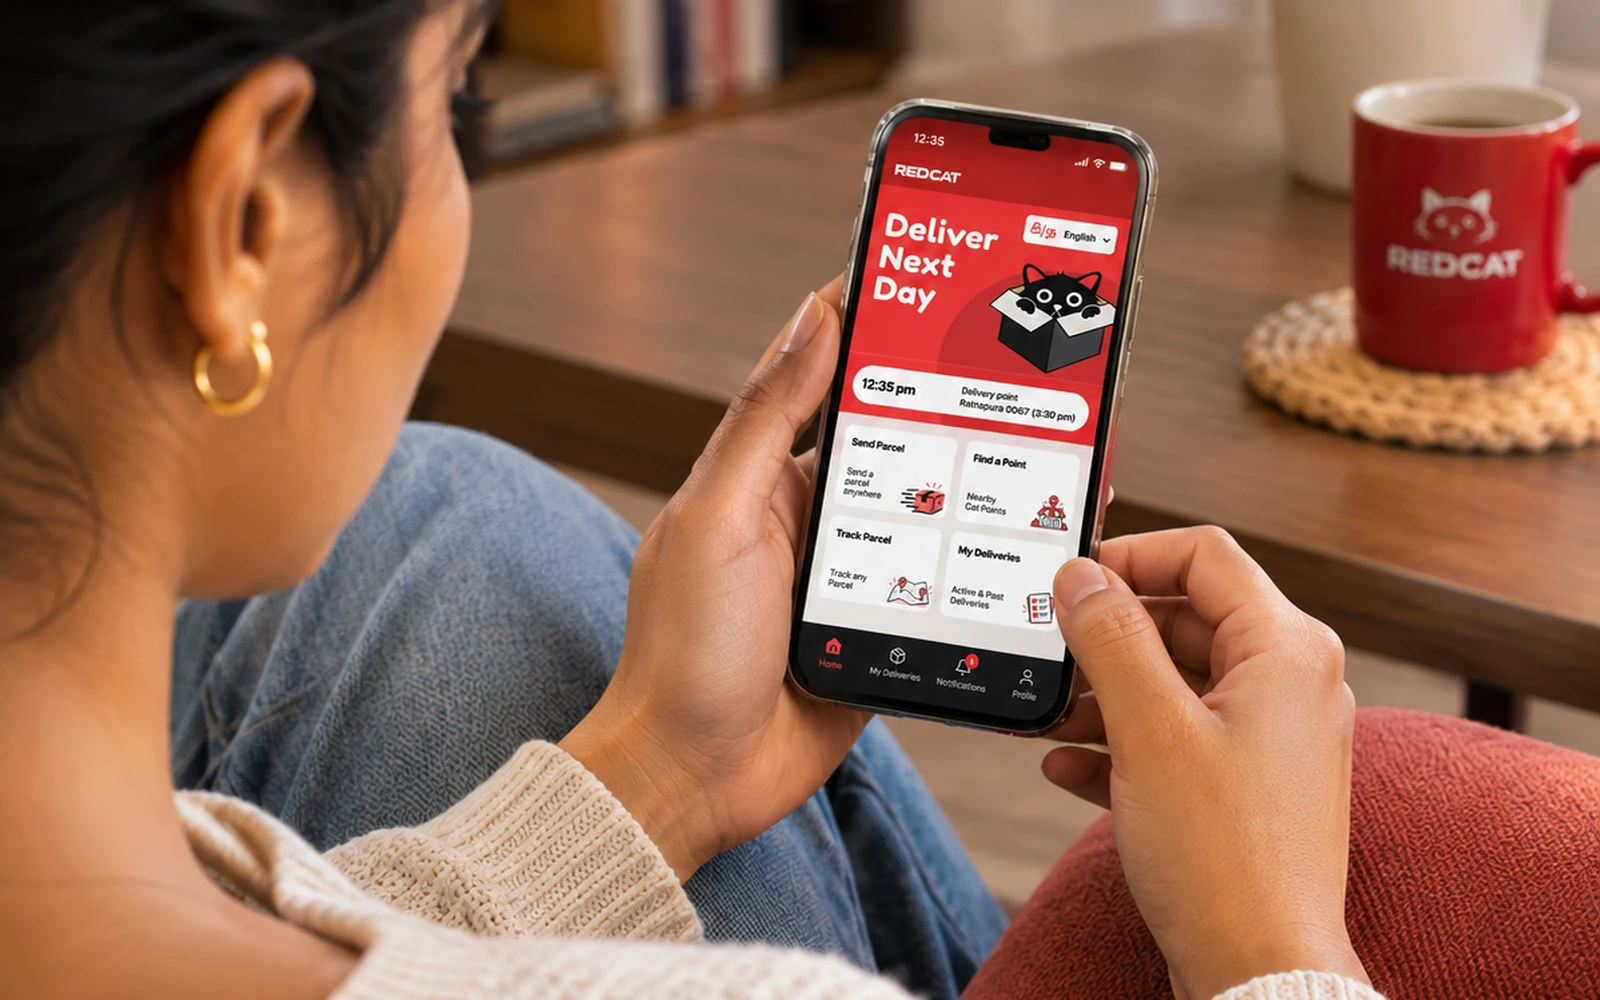 12:35
REDCAT
Deliver
Next
Day
English
12:35 pm
Delivery point
Ratnapura 0067 (3:30 pm)
Send Parcel
Send a
parcel
anywhere
Find a Point
Nearby
Cat Points
Track Parcel
Track any
Parcel
My Deliveries
Active & Past
Deliveries
Home
My Deliveries
Notifications
Profile
REDCAT